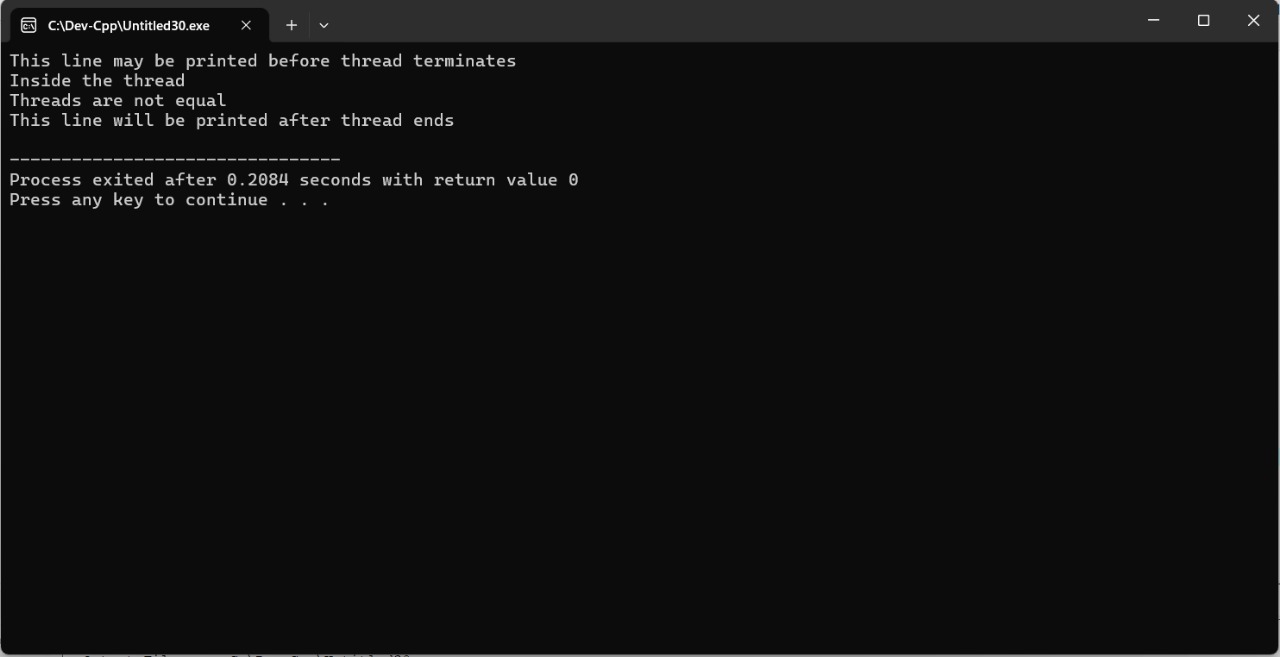 C:\Dev-Cpp\Untitled30.exe
This line may be printed before thread terminates
Inside the thread
Threads are not equal
This line will be printed after thread ends
--------------------------------
Process exited after 0.2084 seconds with return value 0
Press any key to continue . . .